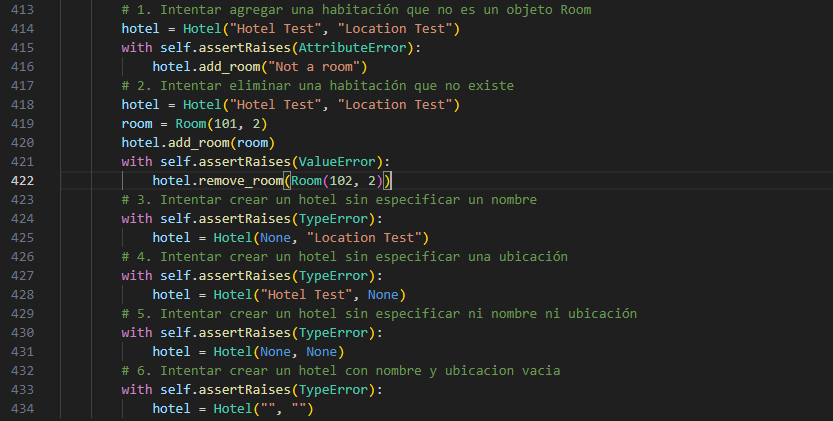 413 # 1. Intentar agregar una habitación que no es un objeto Room
414 hotel = Hotel("Hotel Test", "Location Test")
415 with self.assertRaises(AttributeError):
416 hotel.add_room("Not a room")
417 # 2. Intentar eliminar una habitación que no existe
418 hotel = Hotel("Hotel Test", "Location Test")
419 room = Room(101, 2)
420 hotel.add_room(room)
421 with self.assertRaises(ValueError):
422 hotel.remove_room(Room(102, 2))
423 # 3. Intentar crear un hotel sin especificar un nombre
424 with self.assertRaises(TypeError):
425 hotel = Hotel(None, "Location Test")
426 # 4. Intentar crear un hotel sin especificar una ubicación
427 with self.assertRaises(TypeError):
428 hotel = Hotel("Hotel Test", None)
429 # 5. Intentar crear un hotel sin especificar ni nombre ni ubicación
430 with self.assertRaises(TypeError):
431 hotel = Hotel(None, None)
432 # 6. Intentar crear un hotel con nombre y ubicacion vacia
433 with self.assertRaises(TypeError):
434 hotel = Hotel("", "")